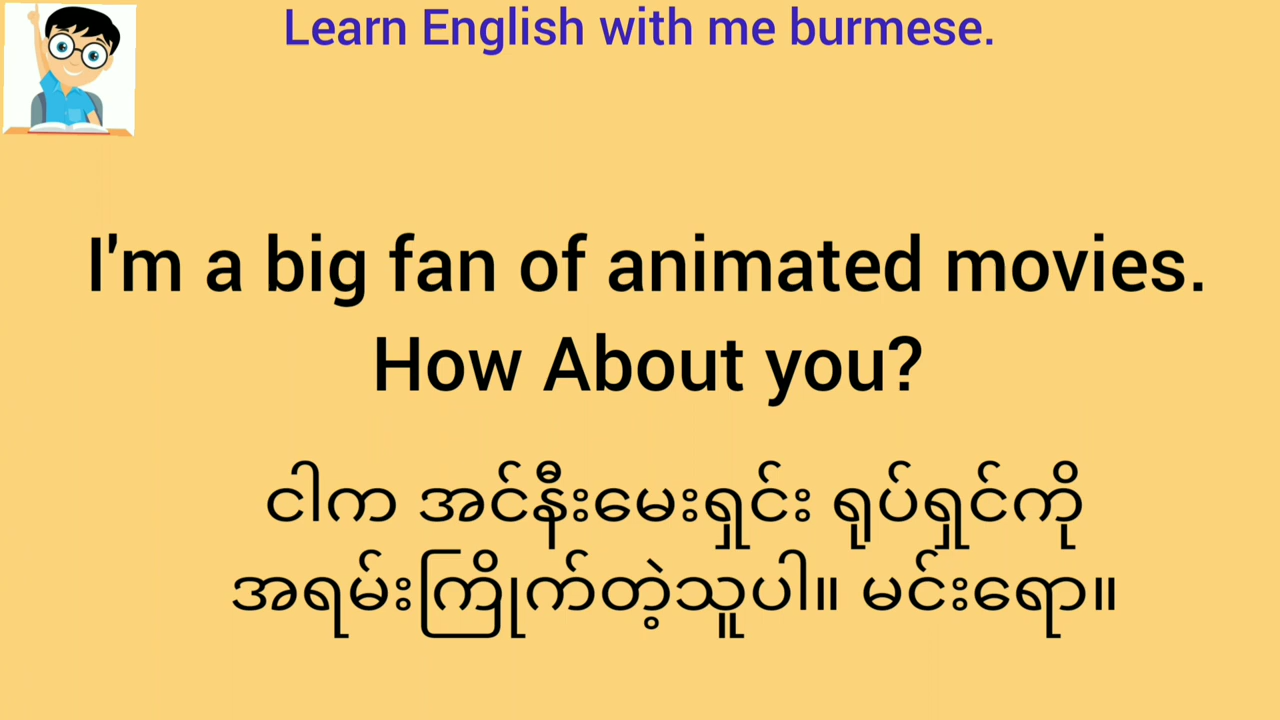 Learn English with me burmese.
I'm a big fan of animated movies.
How About you?
ငါက အင်နီးမေးရှင်း ရုပ်ရှင်ကို
အရမ်းကြိုက်တဲ့သူပါ။ မင်းရော။